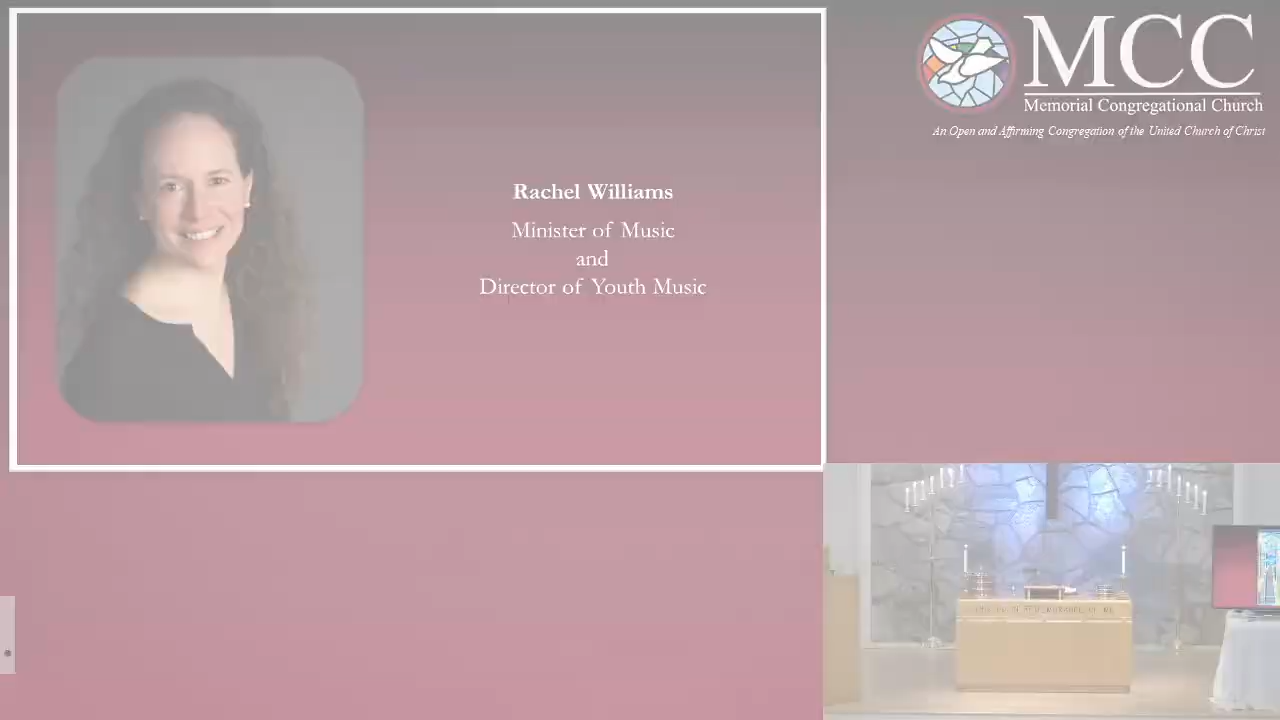 Rachel Williams
Minister of Music
and
Director of Youth Music
MCC
Memorial Congregational Church
An Open and Affirming Congregation of the United Church of Christ